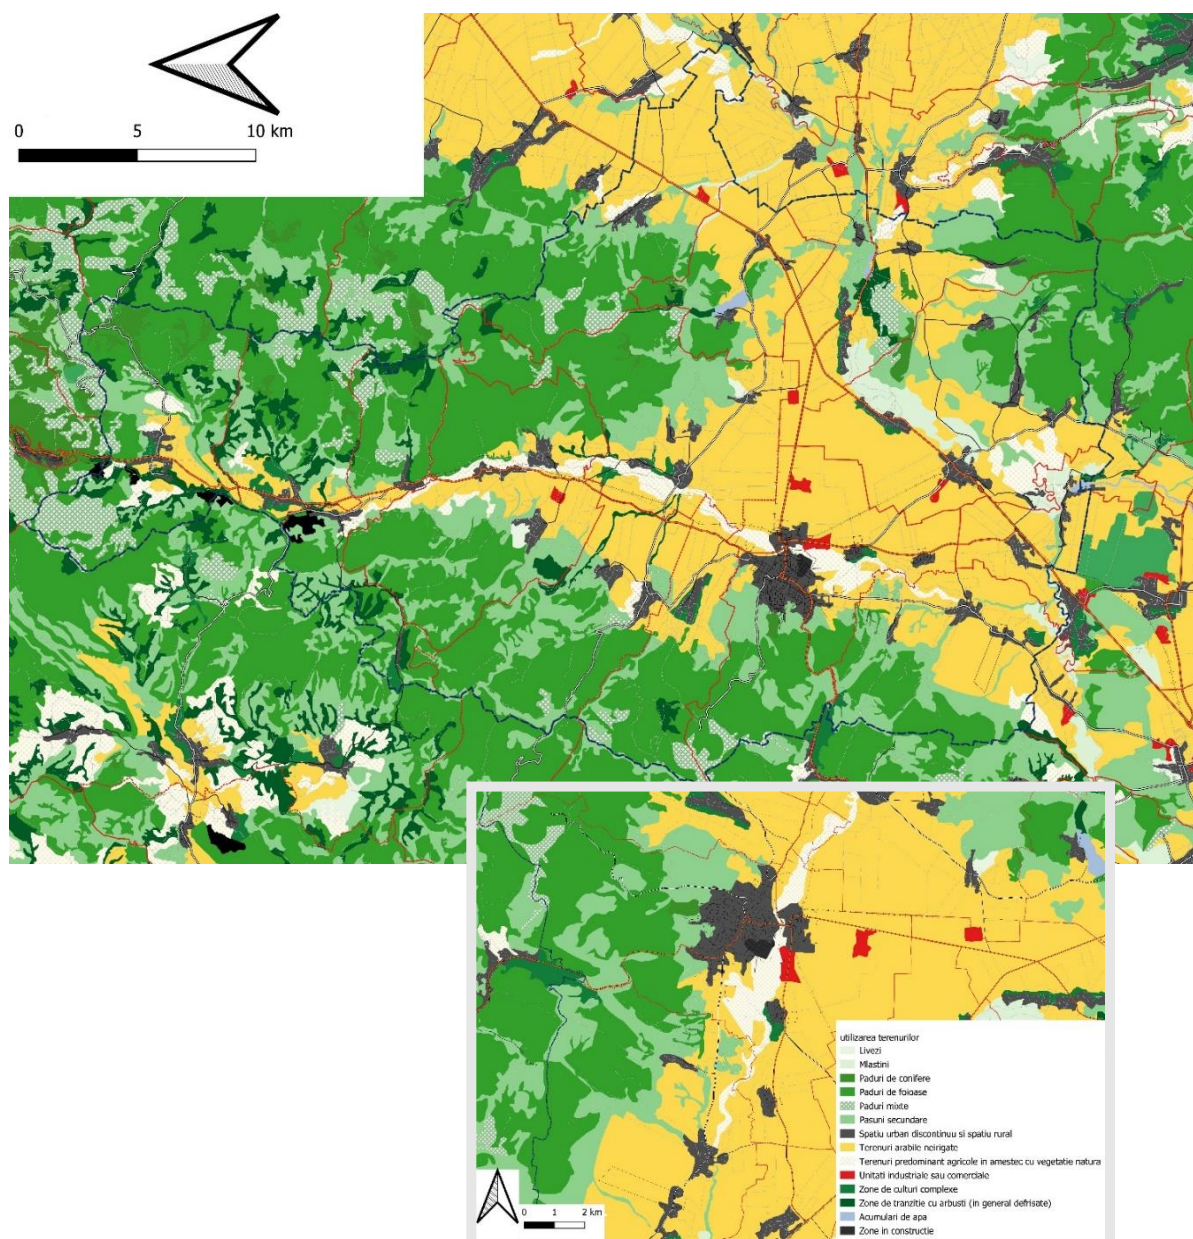 0 5 10 km
utilizarea terenurilor
Livezi
Mlastini
Paduri de conifere
Paduri de foioase
Paduri mixte
Pasuni secundare
Spatiu urban discontinuu si spatiu rural
Terenuri arabile neirigate
Terenuri predominant agricole in amestec cu vegetatie natura
Unitati industriale sau comerciale
Zone de culturi complexe
Zone de tranzitie cu arbusti (in general defrisate)
Acumulari de apa
Zone in constructie
0 1 2 km